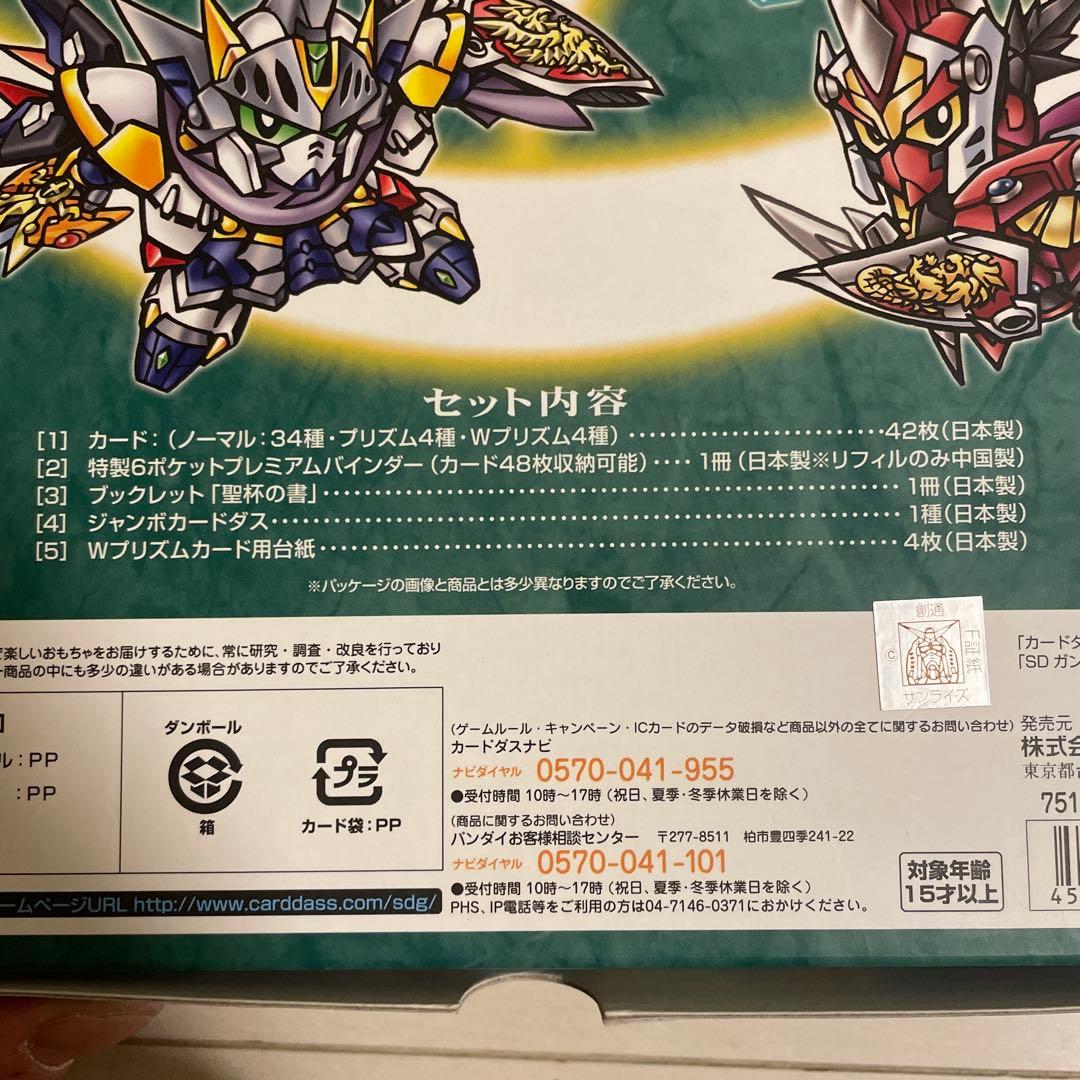 セット内容
[1] カード:(ノーマル:34種・プリズム4種・Wプリズム4種)‥‥‥‥‥‥‥‥‥‥‥42枚(日本製)
[2] 特製6ポケットプレミアムバインダー(カード48枚収納可能)‥‥1冊(日本製※リフィルのみ中国製)
[3] ブックレット「聖杯の書」‥‥‥‥‥‥‥‥‥‥‥‥‥‥‥‥‥‥‥‥1冊(日本製)
[4] ジャンボカードダス‥‥‥‥‥‥‥‥‥‥‥‥‥‥‥‥‥‥‥‥‥‥1種(日本製)
[5] Wプリズムカード用台紙‥‥‥‥‥‥‥‥‥‥‥‥‥‥‥‥‥‥‥‥4枚(日本製)
※パッケージの画像と商品とは多少異なりますのでご了承ください。
で楽しいおもちゃをお届けするために、常に研究・調査・改良を行っており
商品の中にも多少の違いがある場合がありますのでご了承ください。
ル:PP
:PP
ダンボール
箱
プラ
カード袋:PP
ームページURL http://www.carddass.com/sdg/
(ゲームルール・キャンペーン・ICカードのデータ破損など商品以外の全てに関するお問い合わせ)
カードダスナビ
ナビダイヤル 0570-041-955
●受付時間 10時〜17時(祝日、夏季・冬季休業日を除く)
(商品に関するお問い合わせ)
バンダイお客様相談センター 〒277-8511 柏市豊四季241-22
ナビダイヤル 0570-041-101
●受付時間 10時〜17時(祝日、夏季・冬季休業日を除く)
PHS、IP電話等をご利用の方は04-7146-0371におかけください。
創通
©
証紙
サンライズ
「カードダ
「SD ガン
発売元
株式会
東京都台
751
対象年齢
15才以上
45